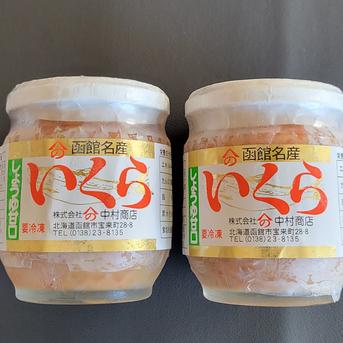 函館名産
いくら
しょうゆ甘口
要冷凍
株式会社 中村商店
北海道函館市宝来町28-8
TEL (0138)23-8135
函館名産
いくら
しょうゆ甘口
要冷凍
株式会社 中村商店
北海道函館市宝来町28-8
TEL (0138)23-8135